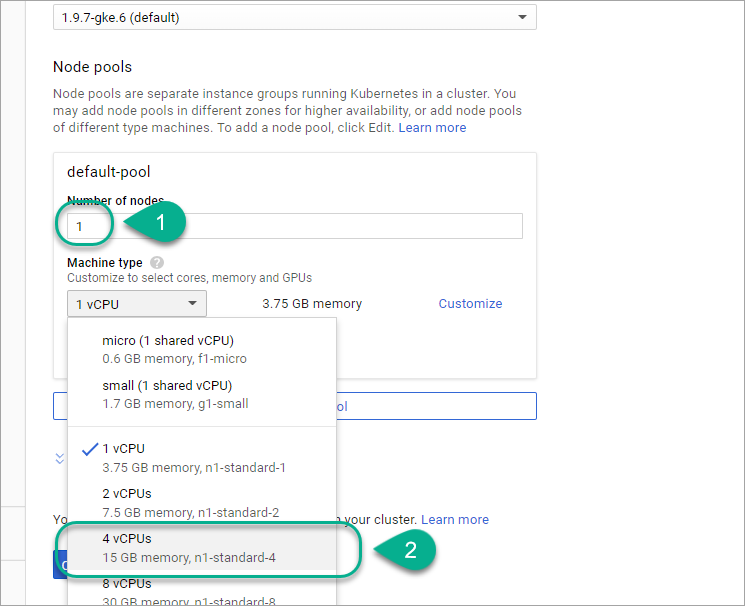 1.9.7-gke.6 (default)
Node pools
Node pools are separate instance groups running Kubernetes in a cluster. You
may add node pools in different zones for higher availability, or add node pools
of different type machines. To add a node pool, click Edit. Learn more
default-pool
Number of nodes
1
1
Machine type ?
Customize to select cores, memory and GPUs
1 vCPU
3.75 GB memory
Customize
micro (1 shared vCPU)
0.6 GB memory, f1-micro
small (1 shared vCPU)
1.7 GB memory, g1-small
ol
1 vCPU
3.75 GB memory, n1-standard-1
2 vCPUs
7.5 GB memory, n1-standard-2
Yo
your cluster. Learn more
4 vCPUs
15 GB memory, n1-standard-4
2
8 vCPUs
30 GB memory, n1-standard-8